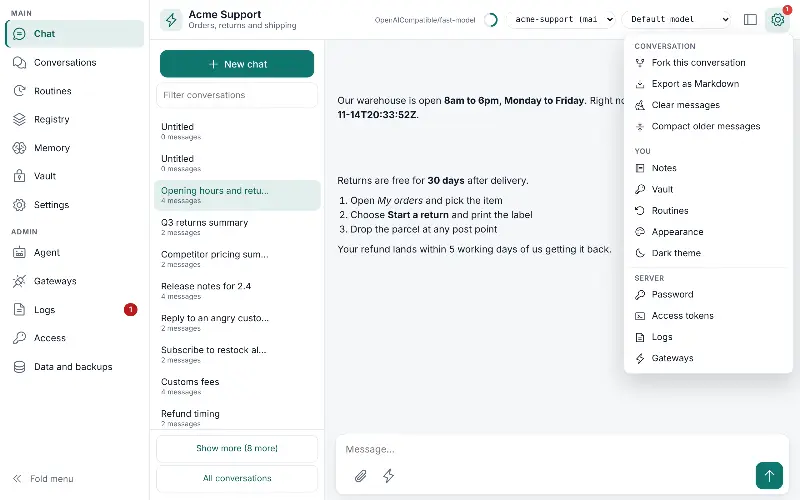 MAIN
Chat
Conversations
Routines
Registry
Memory
Vault
Settings
ADMIN
Agent
Gateways
Logs
1
Access
Data and backups
Fold menu
Acme Support
Orders, returns and shipping
OpenAICompatible/fast-model
acme-support (mai
Default model
1
New chat
Filter conversations
Untitled
0 messages
Untitled
0 messages
Opening hours and retu...
4 messages
Q3 returns summary
2 messages
Competitor pricing sum...
2 messages
Release notes for 2.4
4 messages
Reply to an angry custo...
2 messages
Subscribe to restock al...
2 messages
Customs fees
4 messages
Refund timing
2 messages
Show more (8 more)
All conversations
Our warehouse is open 8am to 6pm, Monday to Friday. Right
11-14T20:33:52Z.
Returns are free for 30 days after delivery.
1. Open My orders and pick the item
2. Choose Start a return and print the label
3. Drop the parcel at any post point
Your refund lands within 5 working days of us getting it back.
Message...
CONVERSATION
Fork this conversation
Export as Markdown
Clear messages
Compact older messages
YOU
Notes
Vault
Routines
Appearance
Dark theme
SERVER
Password
Access tokens
Logs
Gateways